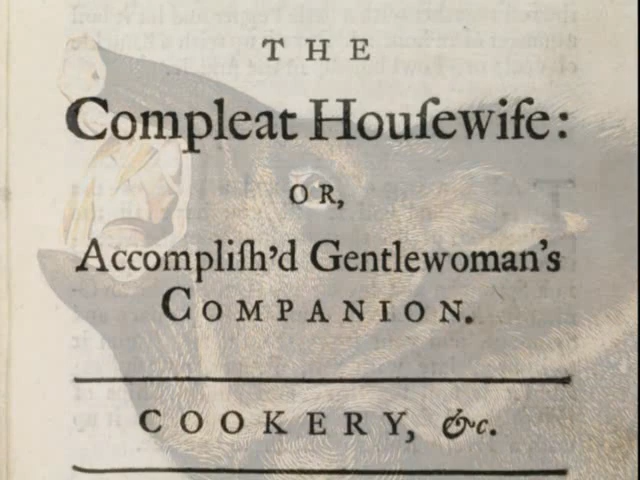 THE
Compleat Houſewife:
OR,
Accompliſh'd Gentlewoman's
COMPANION.
COOKERY, &c.